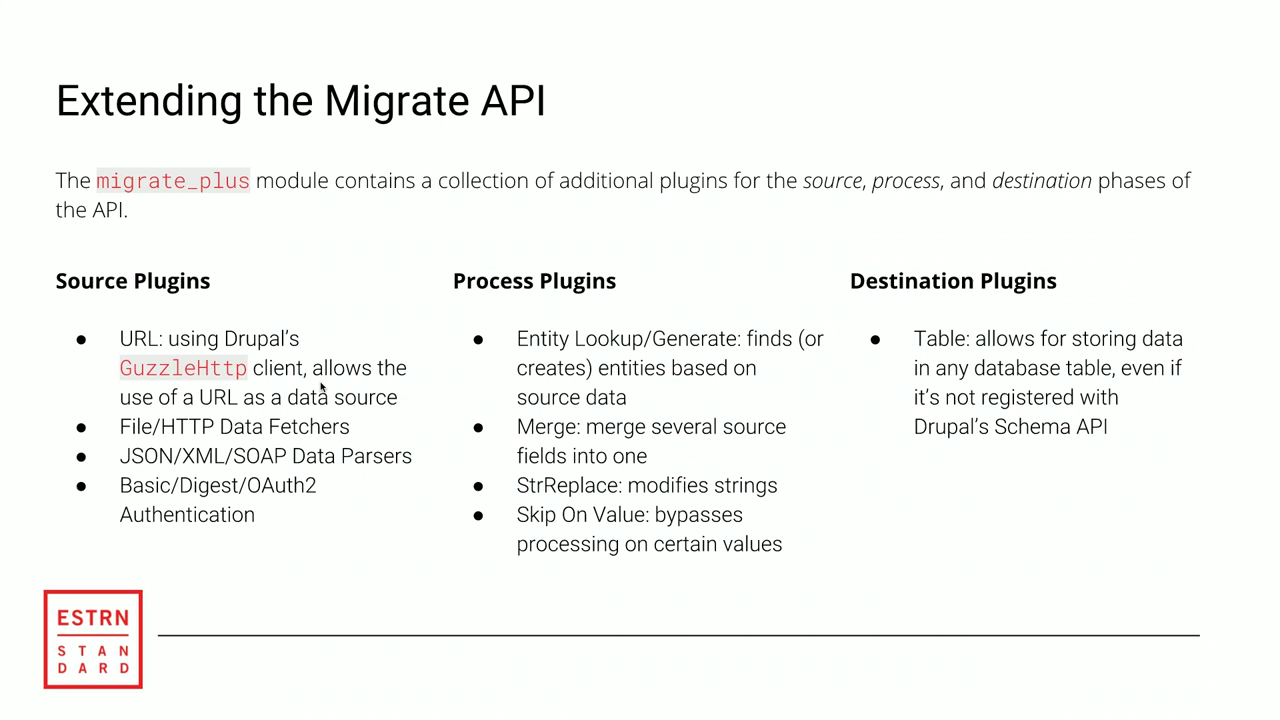 Extending the Migrate API
The migrate_plus module contains a collection of additional plugins for the source, process, and destination phases of
the API.
Source Plugins
● URL: using Drupal’s
GuzzleHttp client, allows the
use of a URL as a data source
● File/HTTP Data Fetchers
● JSON/XML/SOAP Data Parsers
● Basic/Digest/OAuth2
Authentication
Process Plugins
● Entity Lookup/Generate: finds (or
creates) entities based on
source data
● Merge: merge several source
fields into one
● StrReplace: modifies strings
● Skip On Value: bypasses
processing on certain values
Destination Plugins
● Table: allows for storing data
in any database table, even if
it’s not registered with
Drupal’s Schema API
ESTRN
STAN
DARD